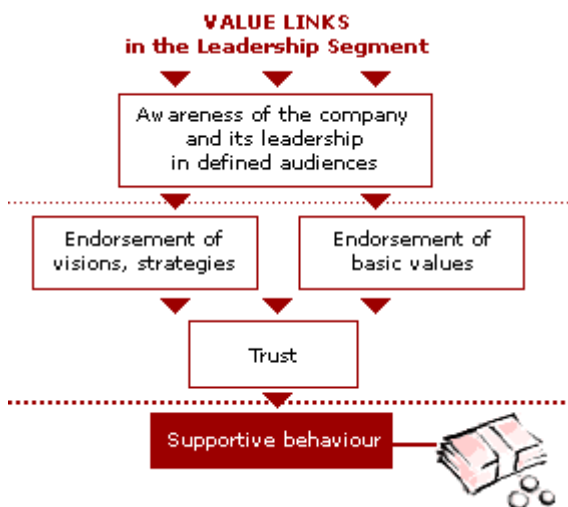 VALUE LINKS
in the Leadership Segment
Awareness of the company
and its leadership
in defined audiences
Endorsement of
visions, strategies
Endorsement of
basic values
Trust
Supportive behaviour